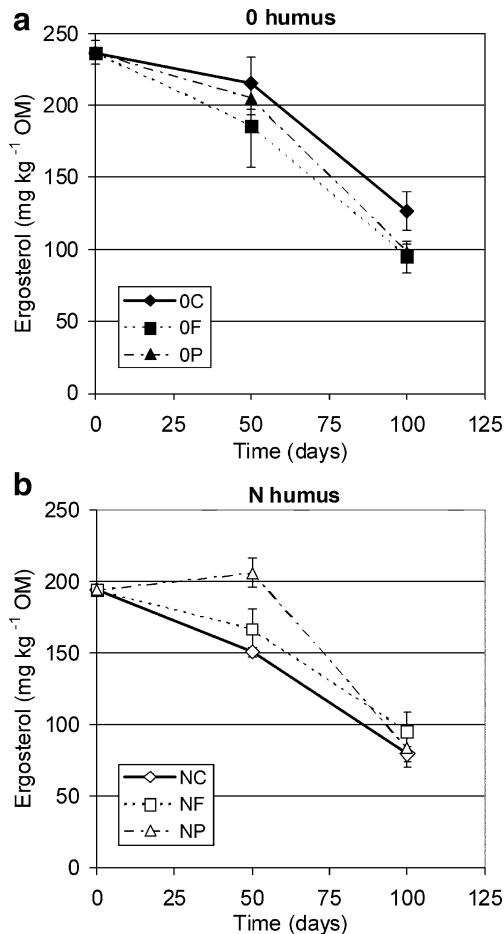 a
0 humus
250
200
150
100
50
0
Ergosterol (mg kg⁻¹ OM)
0C
0F
0P
0 25 50 75 100 125
Time (days)
b
N humus
250
200
150
100
50
0
Ergosterol (mg kg⁻¹ OM)
NC
NF
NP
0 25 50 75 100 125
Time (days)